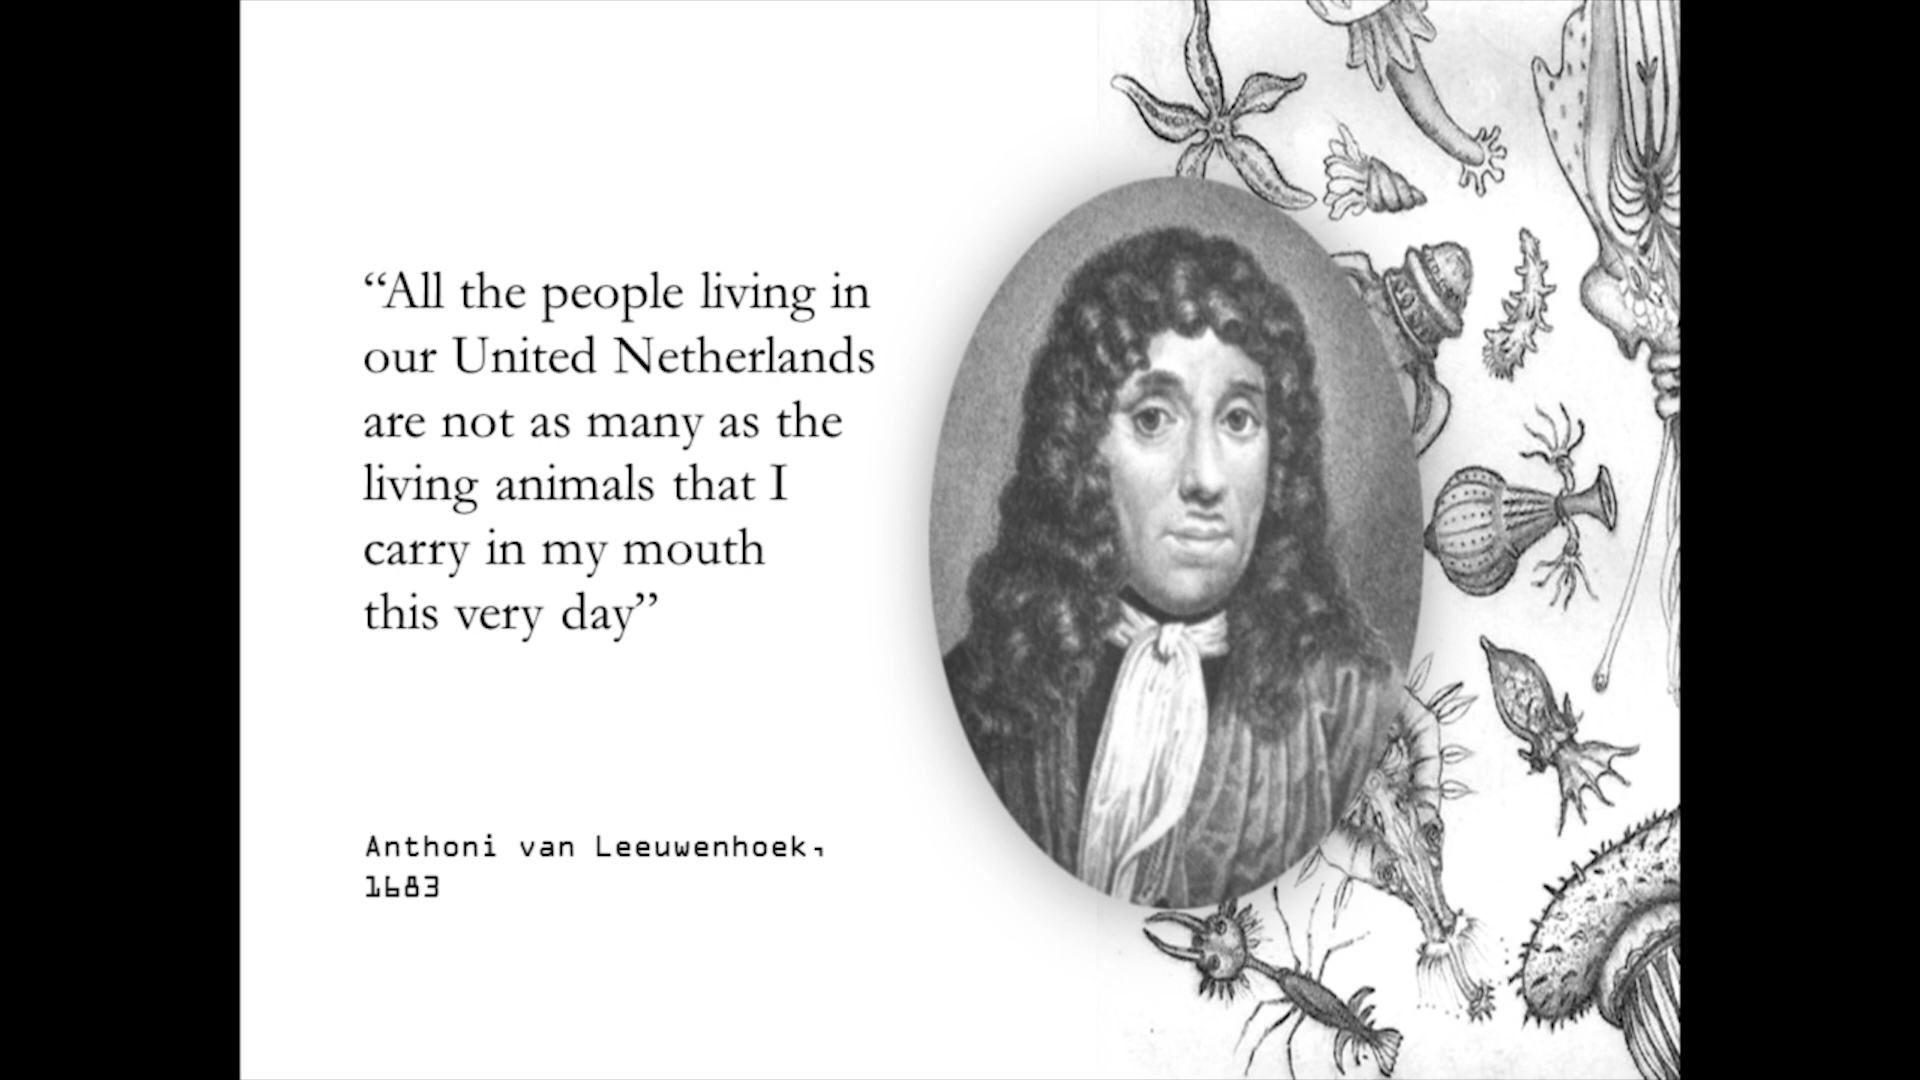 “All the people living in
our United Netherlands
are not as many as the
living animals that I
carry in my mouth
this very day”
Anthoni van Leeuwenhoek,
1683